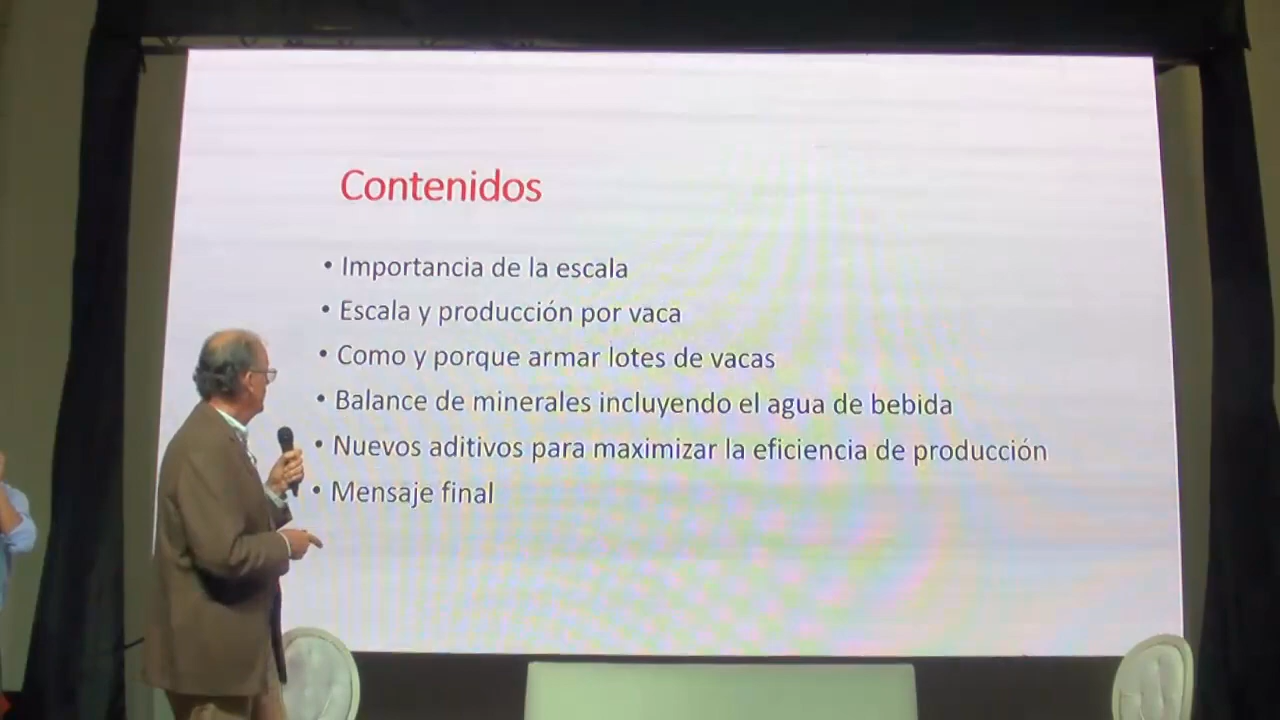 Contenidos
• Importancia de la escala
• Escala y producción por vaca
• Como y porque armar lotes de vacas
• Balance de minerales incluyendo el agua de bebida
• Nuevos aditivos para maximizar la eficiencia de producción
• Mensaje final